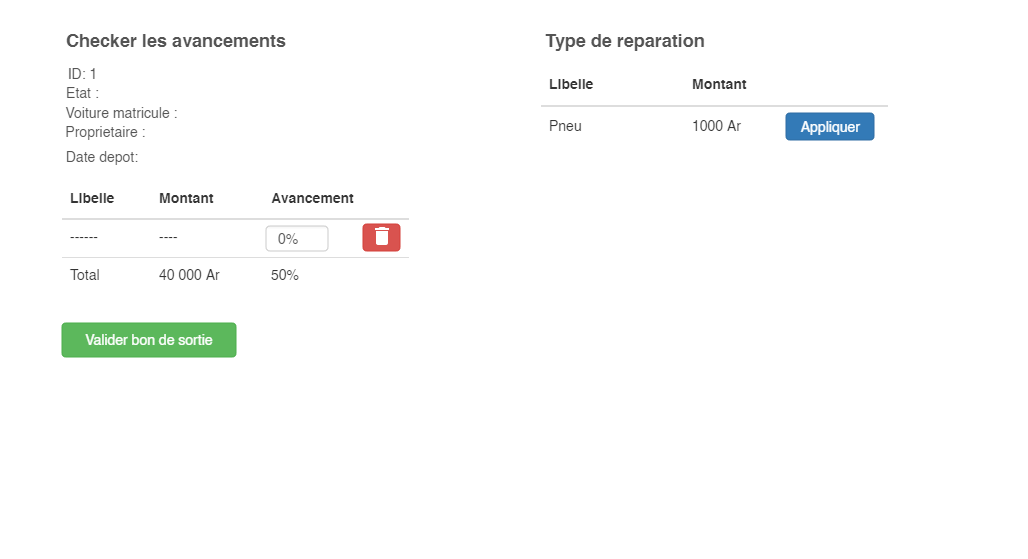 Checker les avancements
ID: 1
Etat :
Voiture matricule :
Proprietaire :
Date depot:
Libelle Montant Avancement
------ ---- 0%
Total 40 000 Ar 50%
Valider bon de sortie
Type de reparation
Libelle Montant
Pneu 1000 Ar Appliquer